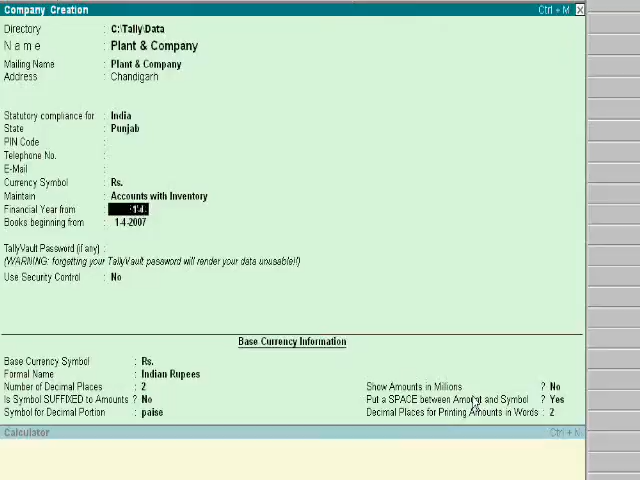 Company Creation Ctrl + M
Directory : C:\Tally\Data
Name : Plant & Company
Mailing Name : Plant & Company
Address : Chandigarh
Statutory compliance for : India
State : Punjab
PIN Code :
Telephone No. :
E-Mail :
Currency Symbol : Rs.
Maintain : Accounts with Inventory
Financial Year from :
Books beginning from : 1-4-2007
TallyVault Password (if any) :
(WARNING: forgetting your TallyVault password will render your data unusable!!)
Use Security Control : No
Base Currency Information
Base Currency Symbol : Rs.
Formal Name : Indian Rupees
Number of Decimal Places : 2 Show Amounts in Millions ? No
Is Symbol SUFFIXED to Amounts ? No Put a SPACE between Amount and Symbol ? Yes
Symbol for Decimal Portion : paise Decimal Places for Printing Amounts in Words : 2
Calculator Ctrl + N